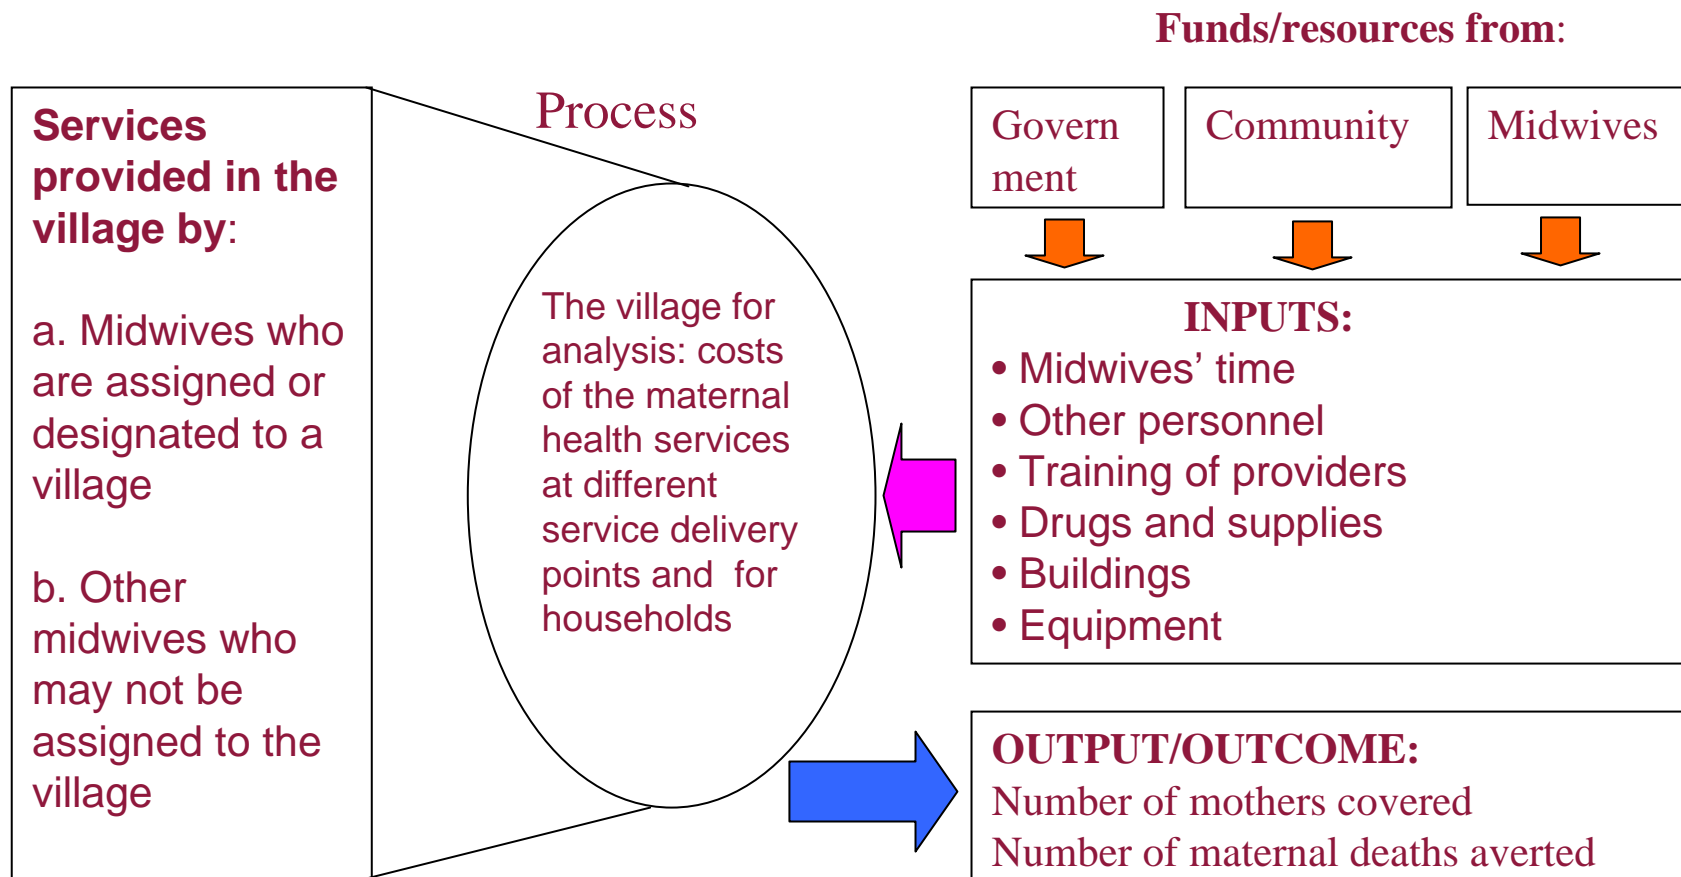 Funds/resources from:
Services
provided in the
village by:
a. Midwives who
are assigned or
designated to a
village
b. Other
midwives who
may not be
assigned to the
village
Process
The village for
analysis: costs
of the maternal
health services
at different
service delivery
points and for
households
Govern
ment
Community
Midwives
INPUTS:
• Midwives’ time
• Other personnel
• Training of providers
• Drugs and supplies
• Buildings
• Equipment
OUTPUT/OUTCOME:
Number of mothers covered
Number of maternal deaths averted